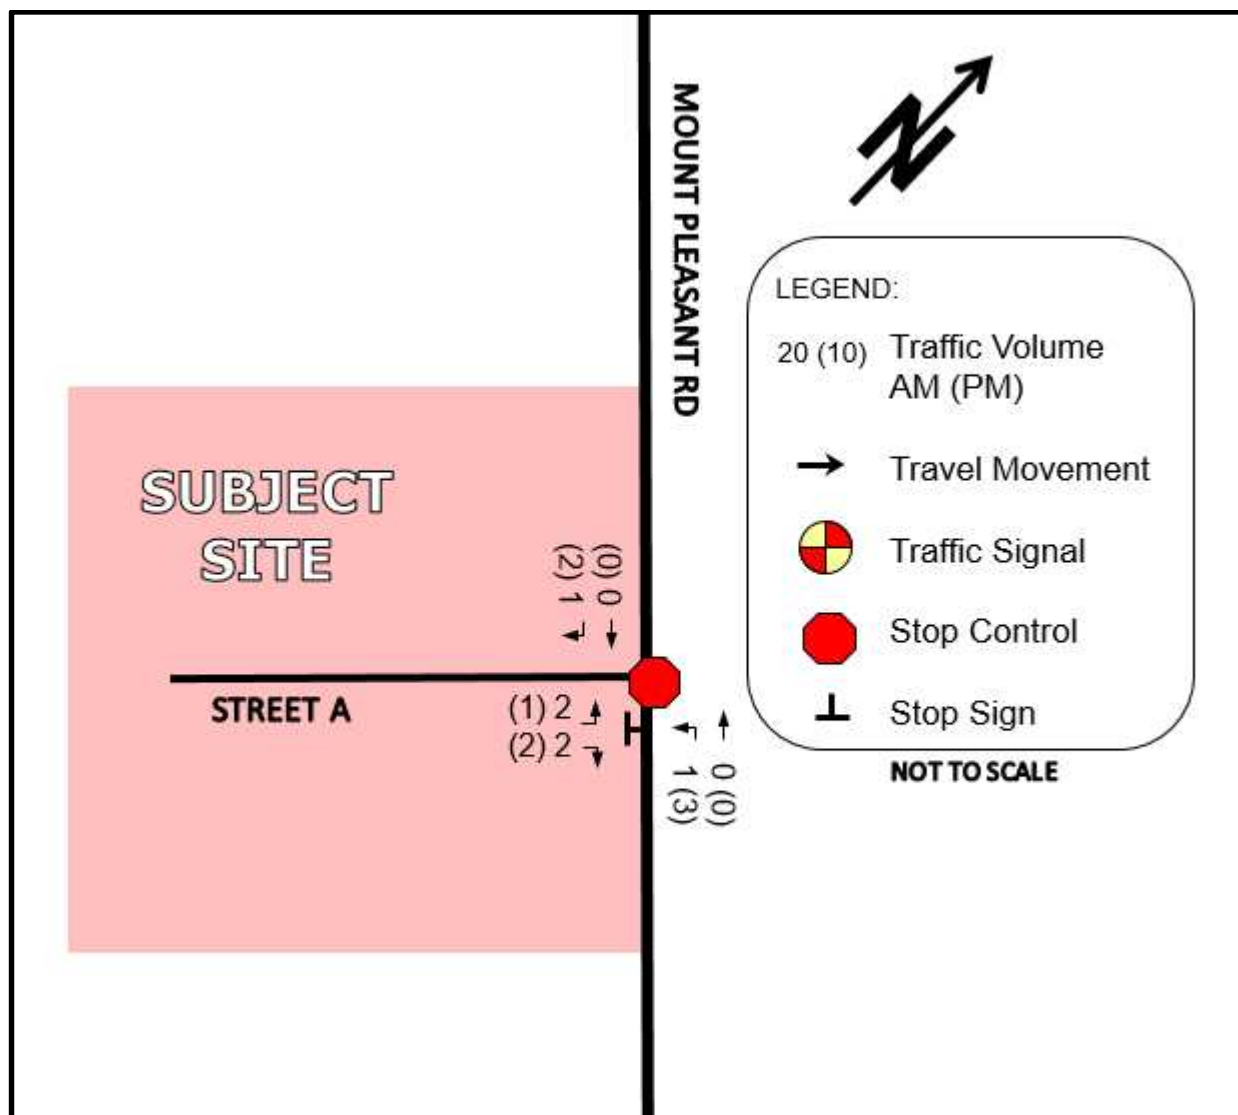 MOUNT PLEASANT RD
N
LEGEND:
20 (10) Traffic Volume
AM (PM)
Travel Movement
Traffic Signal
Stop Control
Stop Sign
NOT TO SCALE
SUBJECT
SITE
(0) 0
(2) 1
STREET A
(1) 2
(2) 2
1 (3)
0 (0)